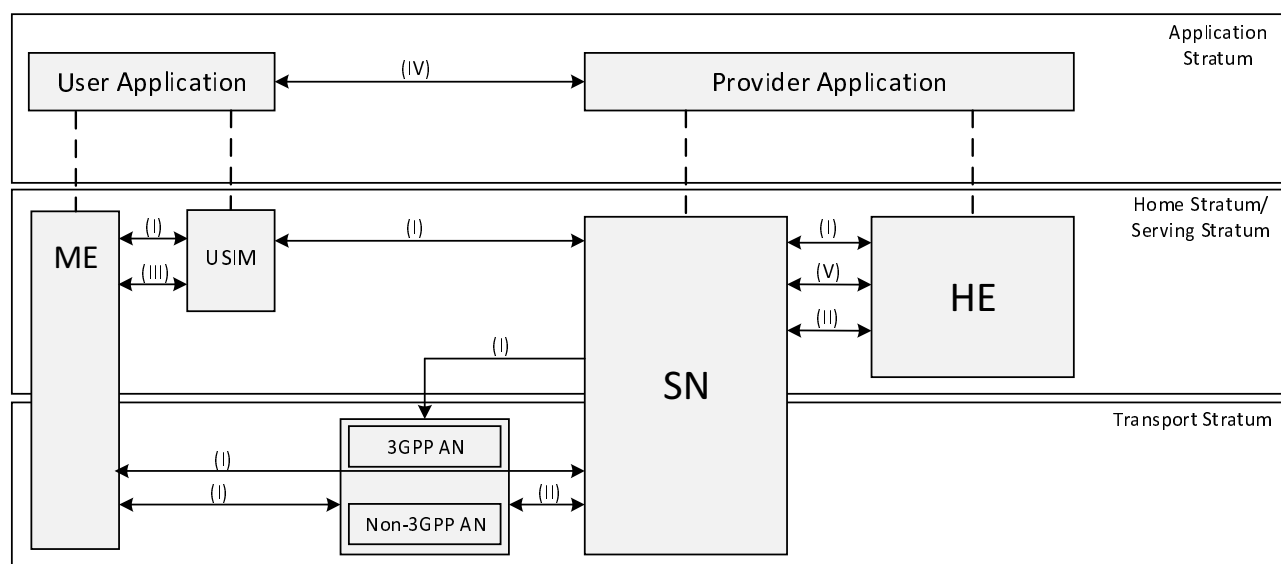 Application
Stratum
User Application
(IV)
Provider Application
Home Stratum/
Serving Stratum
ME
(I)
(III)
USIM
(I)
SN
(I)
(V)
(II)
HE
(I)
Transport Stratum
3GPP AN
(I)
(I)
(II)
Non-3GPP AN